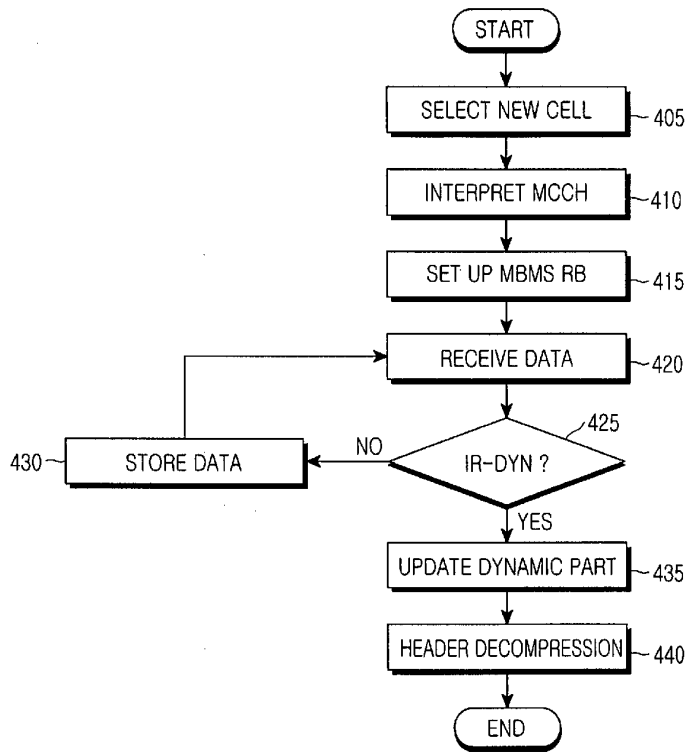 START
SELECT NEW CELL
405
INTERPRET MCCH
410
SET UP MBMS RB
415
RECEIVE DATA
420
425
IR-DYN ?
NO
430
STORE DATA
YES
UPDATE DYNAMIC PART
435
HEADER DECOMPRESSION
440
END